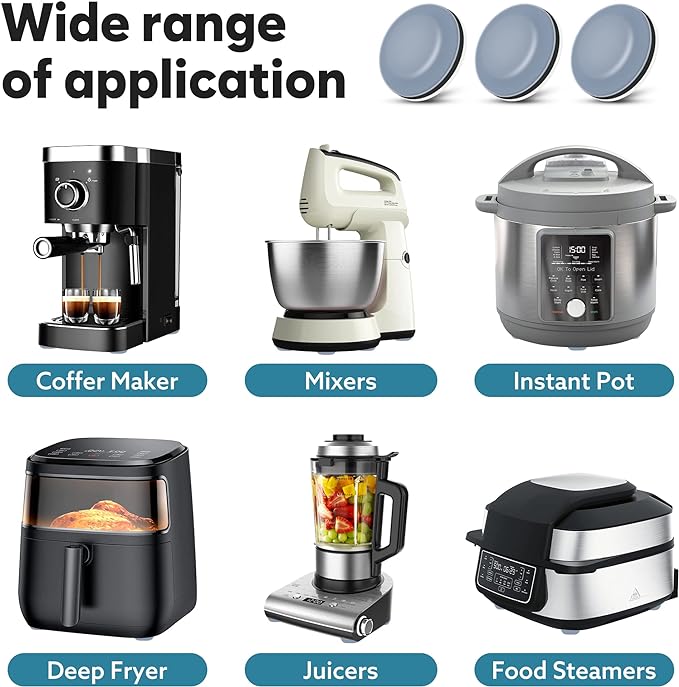 Wide range
of application
Coffer Maker
Mixers
Instant Pot
15:00
OK To Open Lid
Deep Fryer
Juicers
Food Steamers